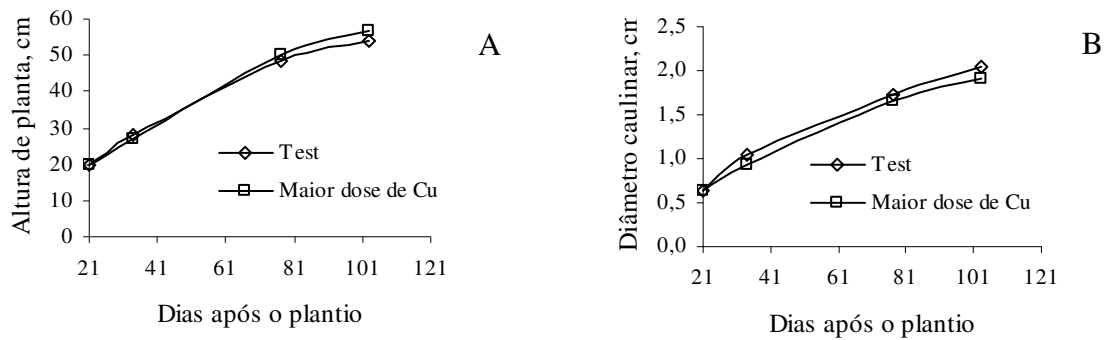 Altura de planta, cm
60
50
40
30
20
10
0
21 41 61 81 101 121
Dias após o plantio
Test
Maior dose de Cu
A
Diâmetro caulinar, cm
2,5
2,0
1,5
1,0
0,5
0,0
21 41 61 81 101 121
Dias após o plantio
Test
Maior dose de Cu
B